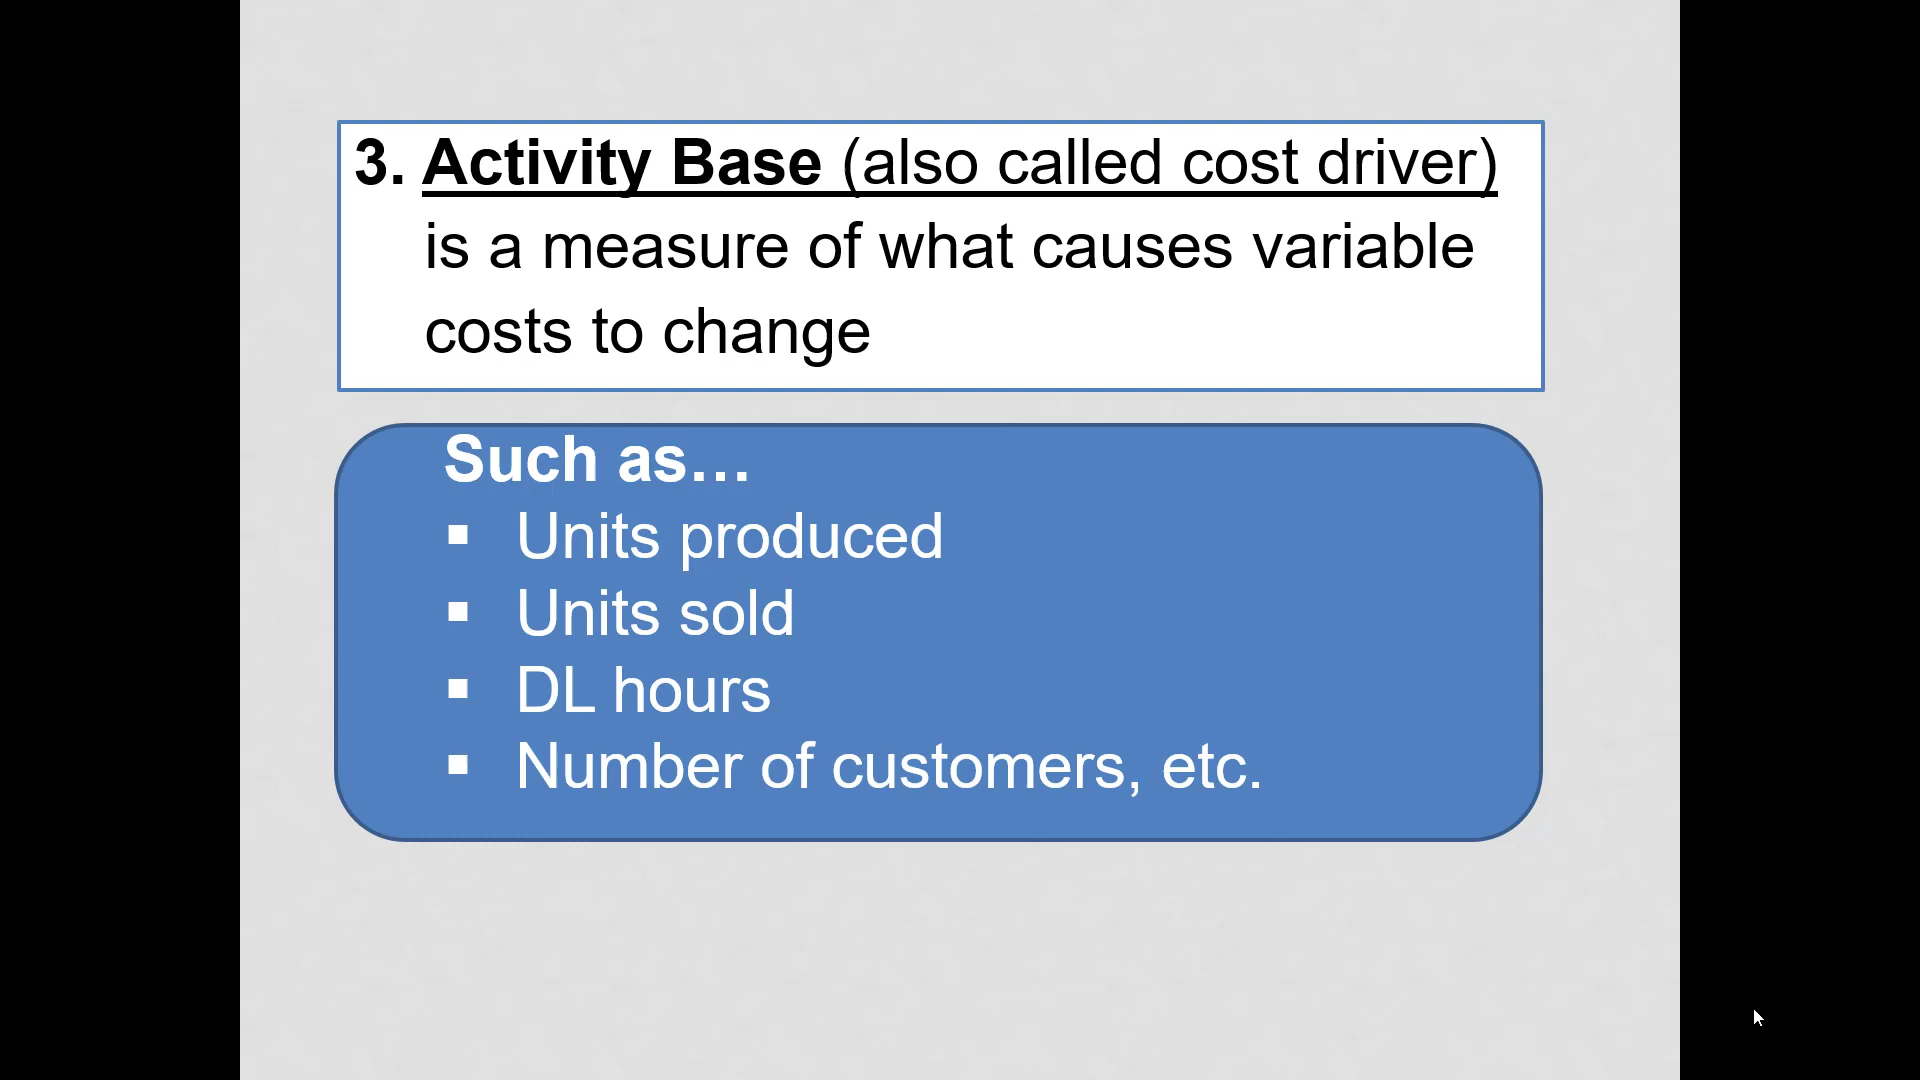 3. Activity Base (also called cost driver)
is a measure of what causes variable
costs to change
Such as…
▪ Units produced
▪ Units sold
▪ DL hours
▪ Number of customers, etc.